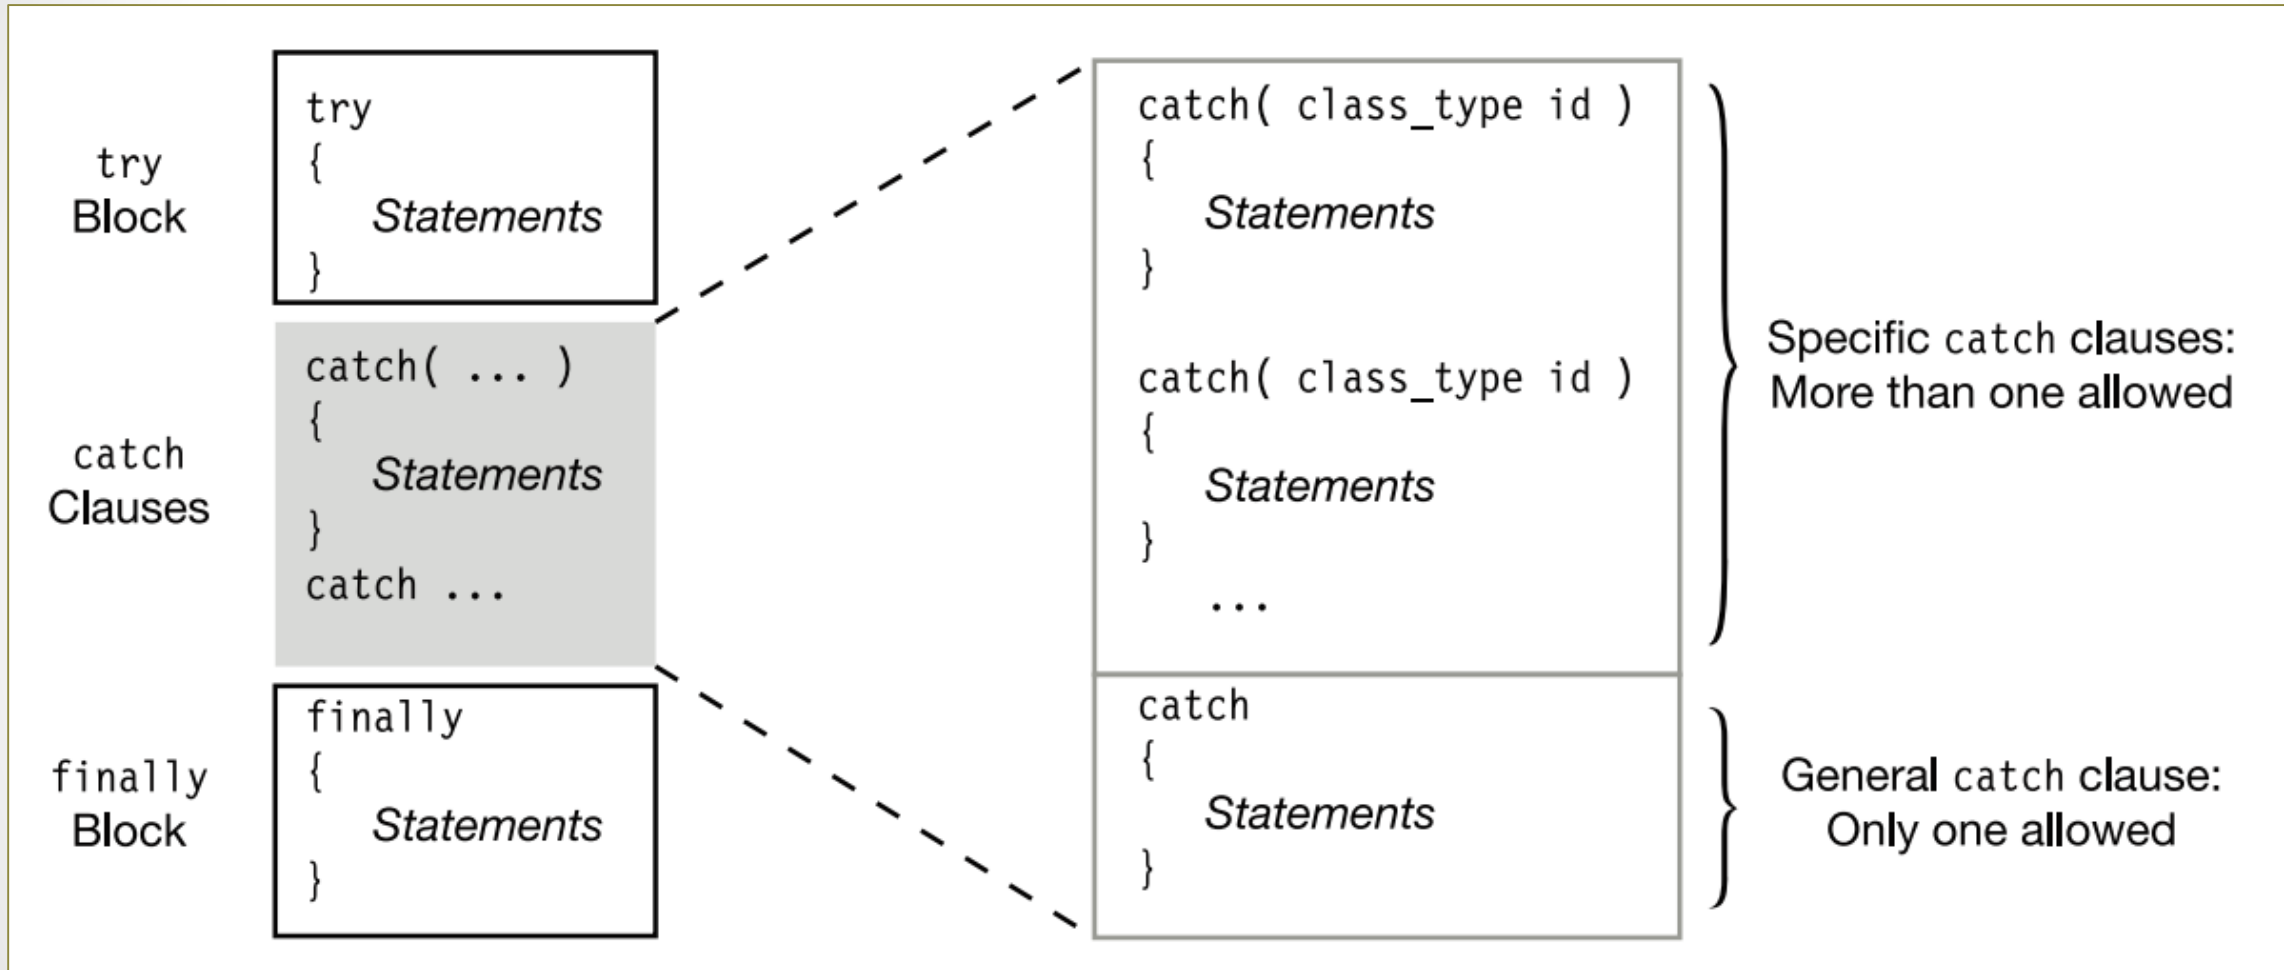 try
Block
try
{
Statements
}
catch
Clauses
catch( ... )
{
Statements
}
catch ...
finally
Block
finally
{
Statements
}
catch( class_type id )
{
Statements
}
catch( class_type id )
{
Statements
}
...
Specific catch clauses:
More than one allowed
catch
{
Statements
}
General catch clause:
Only one allowed